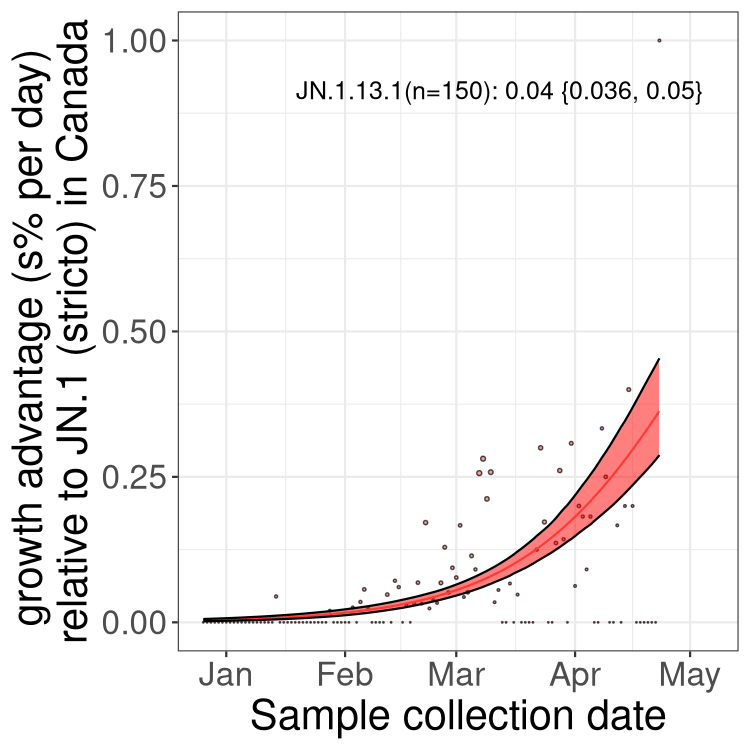 growth advantage (s% per day)
relative to JN.1 (stricto) in Canada
1.00
0.75
0.50
0.25
0.00
JN.1.13.1(n=150): 0.04 {0.036, 0.05}
Jan Feb Mar Apr May
Sample collection date